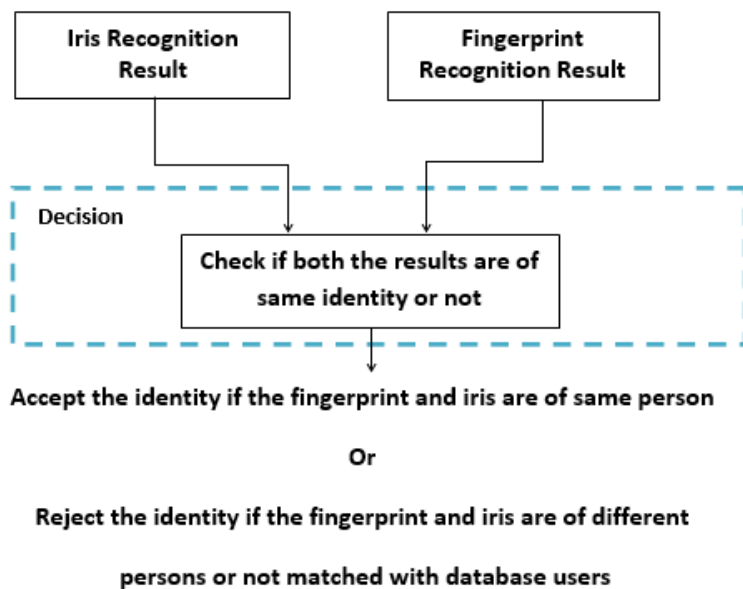 Iris Recognition
Result
Fingerprint
Recognition Result
Decision
Check if both the results are of
same identity or not
Accept the identity if the fingerprint and iris are of same person
Or
Reject the identity if the fingerprint and iris are of different
persons or not matched with database users